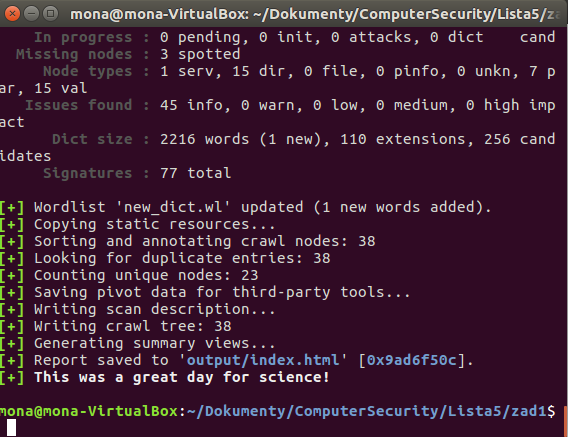 mona@mona-VirtualBox: ~/Dokumenty/ComputerSecurity/Lista5/za
In progress : 0 pending, 0 init, 0 attacks, 0 dict    cand
Missing nodes : 3 spotted
Node types : 1 serv, 15 dir, 0 file, 0 pinfo, 0 unkn, 7 p
ar, 15 val
Issues found : 45 info, 0 warn, 0 low, 0 medium, 0 high imp
act
Dict size : 2216 words (1 new), 110 extensions, 256 cand
idates
Signatures : 77 total
[+] Wordlist 'new_dict.wl' updated (1 new words added).
[+] Copying static resources...
[+] Sorting and annotating crawl nodes: 38
[+] Looking for duplicate entries: 38
[+] Counting unique nodes: 23
[+] Saving pivot data for third-party tools...
[+] Writing scan description...
[+] Writing crawl tree: 38
[+] Generating summary views...
[+] Report saved to 'output/index.html' [0x9ad6f50c].
[+] This was a great day for science!
mona@mona-VirtualBox:~/Dokumenty/ComputerSecurity/Lista5/zad1$